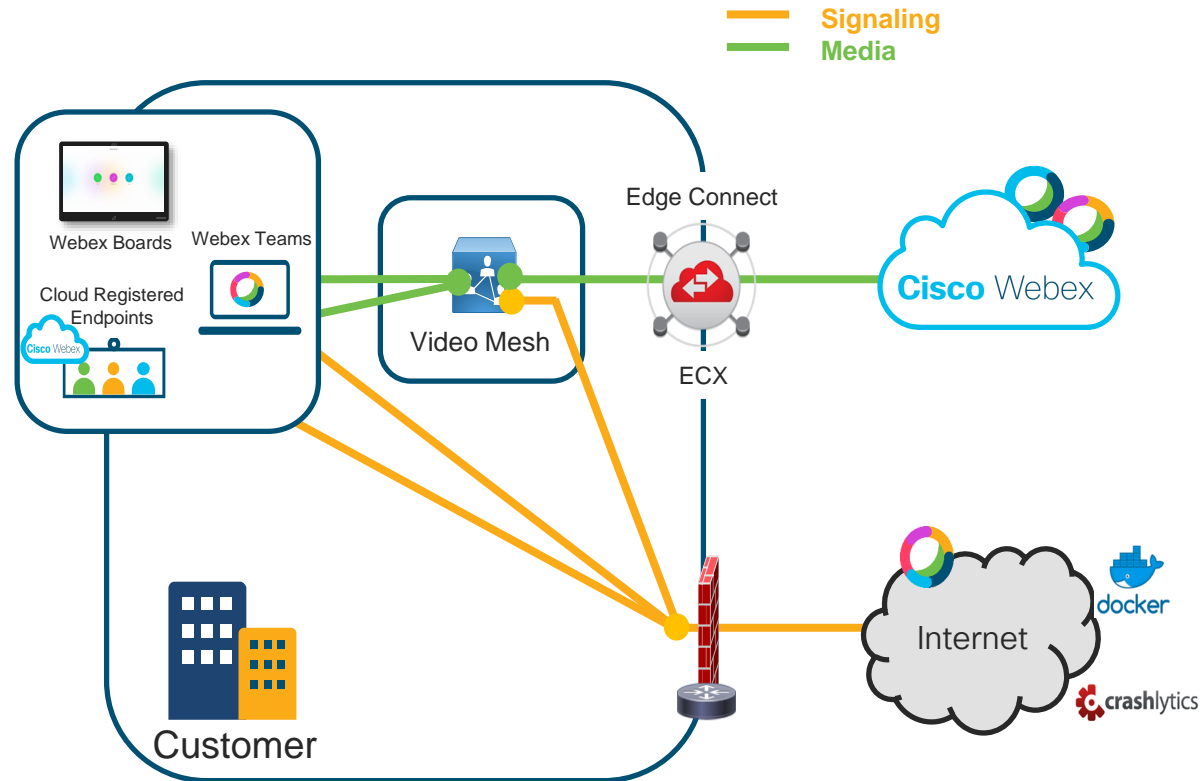 Signaling
Media
Edge Connect
Webex Boards
Webex Teams
Cloud Registered
Endpoints
Cisco Webex
Video Mesh
ECX
Cisco Webex
docker
Internet
crashlytics
Customer